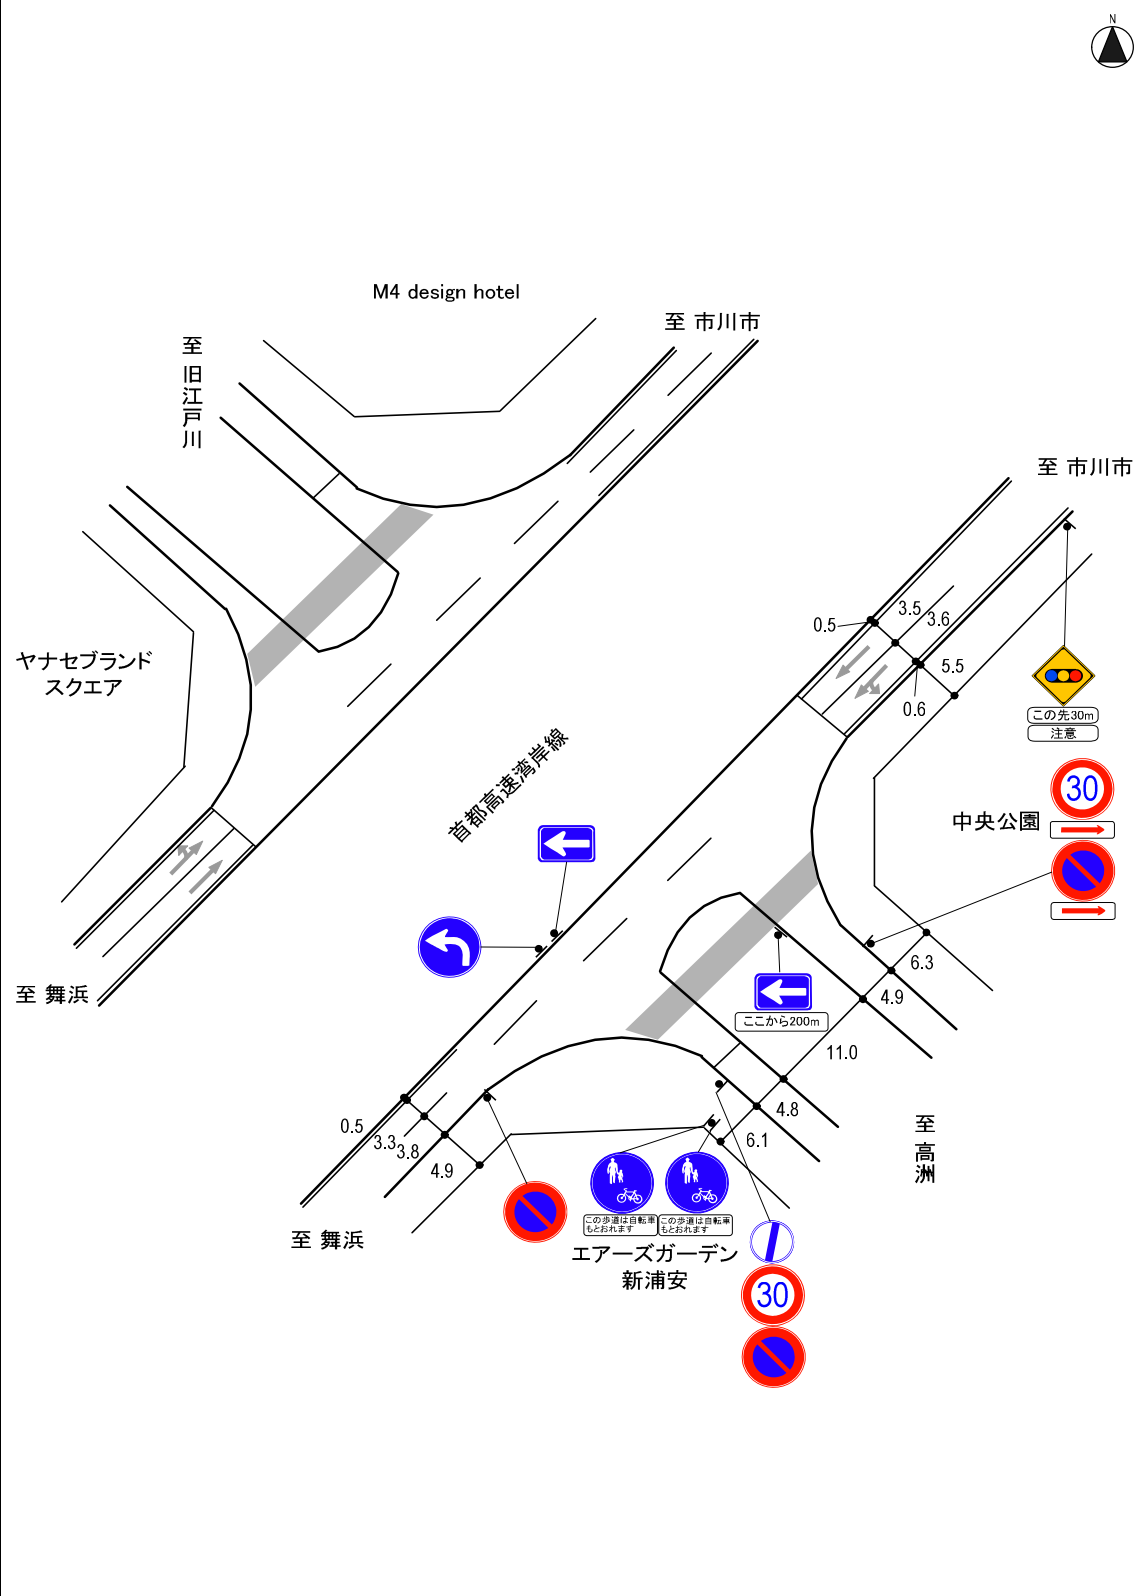 N
M4 design hotel
至 市川市
至 旧江戸川
至 市川市
3.5
3.6
0.5
5.5
0.6
ヤナセブランド
スクエア
この先30m
注意
首都高速湾岸線
30
中央公園
6.3
4.9
至 舞浜
ここから200m
11.0
4.8
6.1
至 高洲
0.5
3.3
3.8
4.9
この歩道は自転車
もとおれます
この歩道は自転車
もとおれます
至 舞浜
エアーズガーデン
新浦安
30